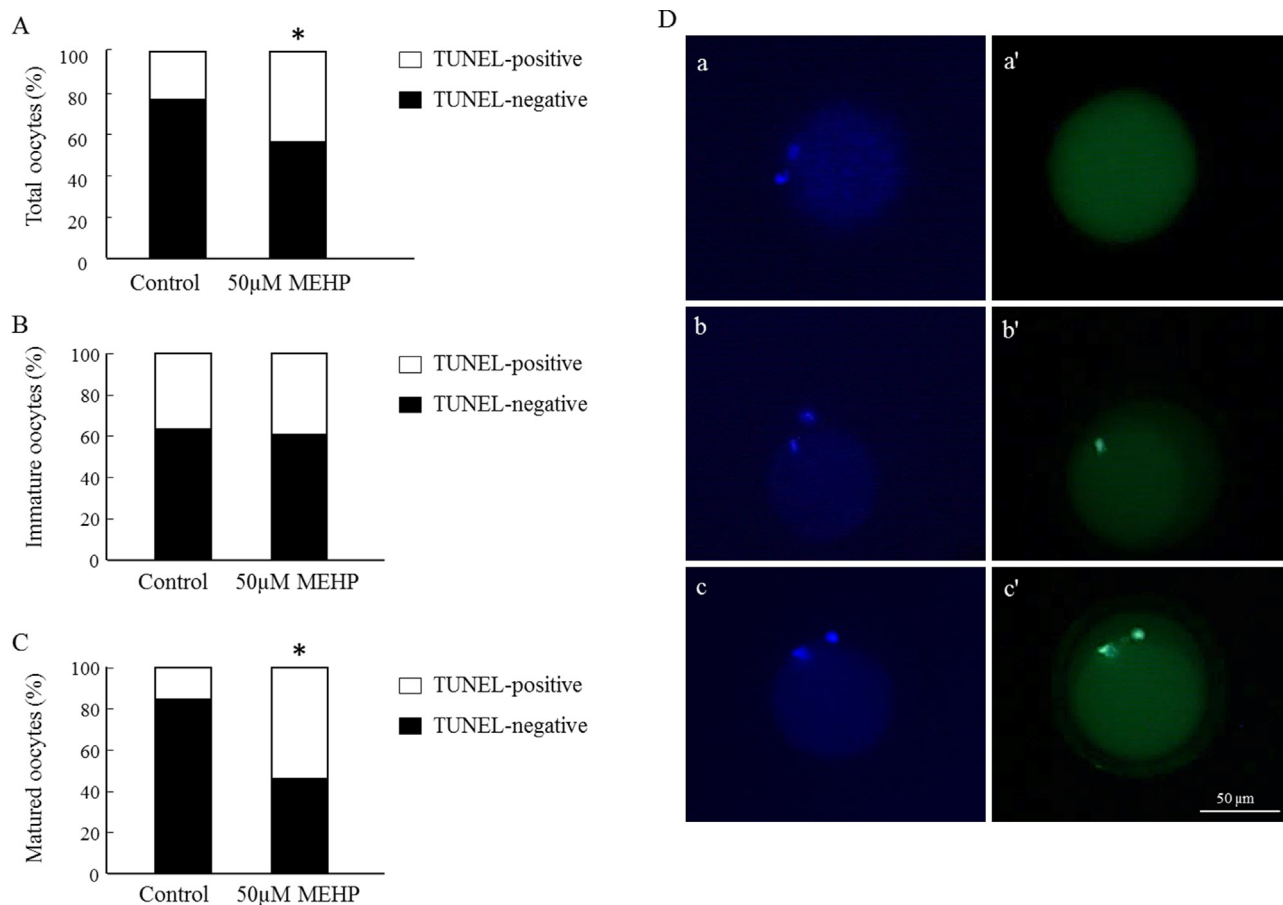 A
Total oocytes (%)
100
80
60
40
20
0
*
Control
50µM MEHP
TUNEL-positive
TUNEL-negative
B
Immature oocytes (%)
100
80
60
40
20
0
Control
50µM MEHP
TUNEL-positive
TUNEL-negative
C
Matured oocytes (%)
100
80
60
40
20
0
*
Control
50µM MEHP
TUNEL-positive
TUNEL-negative
D
a
a'
b
b'
c
c'
50 µm